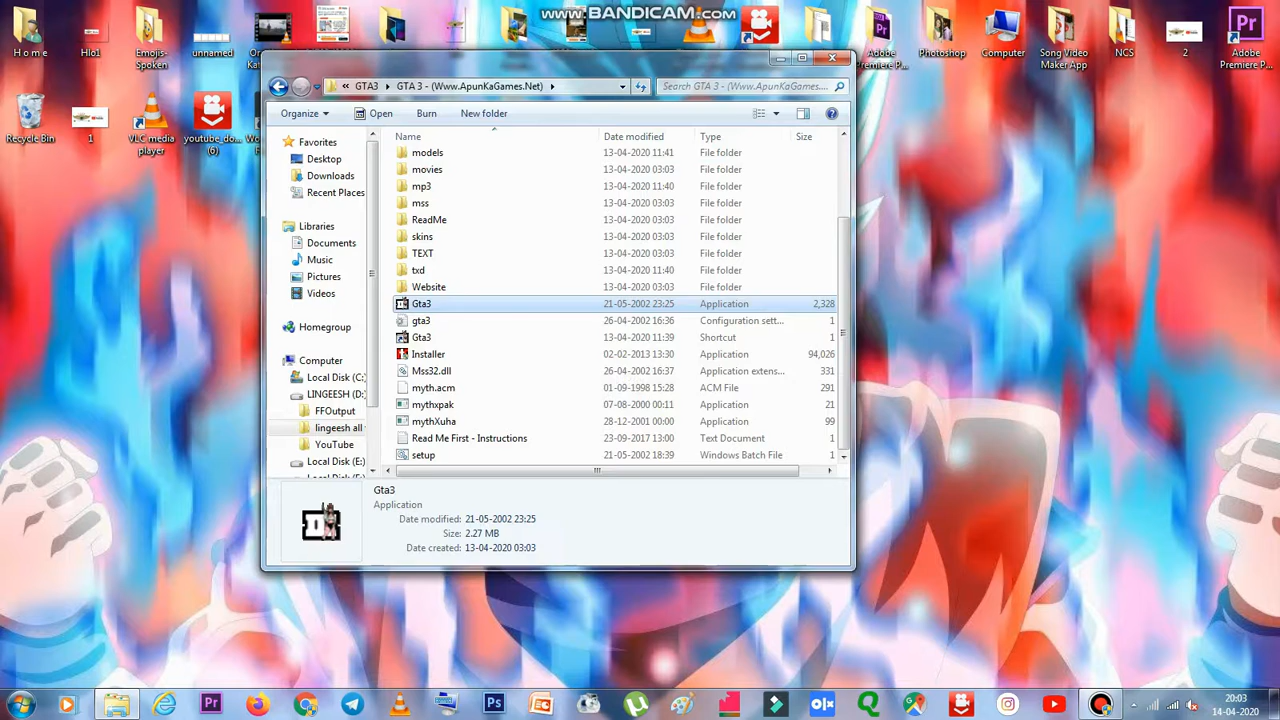 www.BANDICAM.com
H o m e
Hlo1
Emojis-
Spoken
unnamed
Adobe
Premiere P...
Photoshop
Computer
Song Video
Maker App
NCS
2
Adobe
Premiere P...
Recycle Bin
1
VLC media
player
youtube_do...
(6)
« GTA3 GTA 3 - (Www.ApunKaGames.Net)
Search GTA 3 - (Www.ApunKaGames....
Organize Open Burn New folder
Name Date modified Type Size
Favorites
Desktop
Downloads
Recent Places
Libraries
Documents
Music
Pictures
Videos
Homegroup
Computer
Local Disk (C:
LINGEESH (D:
FFOutput
lingeesh all
YouTube
Local Disk (E:
models 13-04-2020 11:41 File folder
movies 13-04-2020 03:03 File folder
mp3 13-04-2020 11:40 File folder
mss 13-04-2020 03:03 File folder
ReadMe 13-04-2020 03:03 File folder
skins 13-04-2020 03:03 File folder
TEXT 13-04-2020 03:03 File folder
txd 13-04-2020 11:40 File folder
Website 13-04-2020 03:03 File folder
Gta3 21-05-2002 23:25 Application 2,328
gta3 26-04-2002 16:36 Configuration sett... 1
Gta3 13-04-2020 11:39 Shortcut 1
Installer 02-02-2013 13:30 Application 94,026
Mss32.dll 26-04-2002 16:37 Application extens... 331
myth.acm 01-09-1998 15:28 ACM File 291
mythxpak 07-08-2000 00:11 Application 21
mythXuha 28-12-2001 00:00 Application 99
Read Me First - Instructions 23-09-2017 13:00 Text Document 1
setup 21-05-2002 18:39 Windows Batch File 1
Gta3
Application
Date modified: 21-05-2002 23:25
Size: 2.27 MB
Date created: 13-04-2020 03:03
20:03
14-04-2020